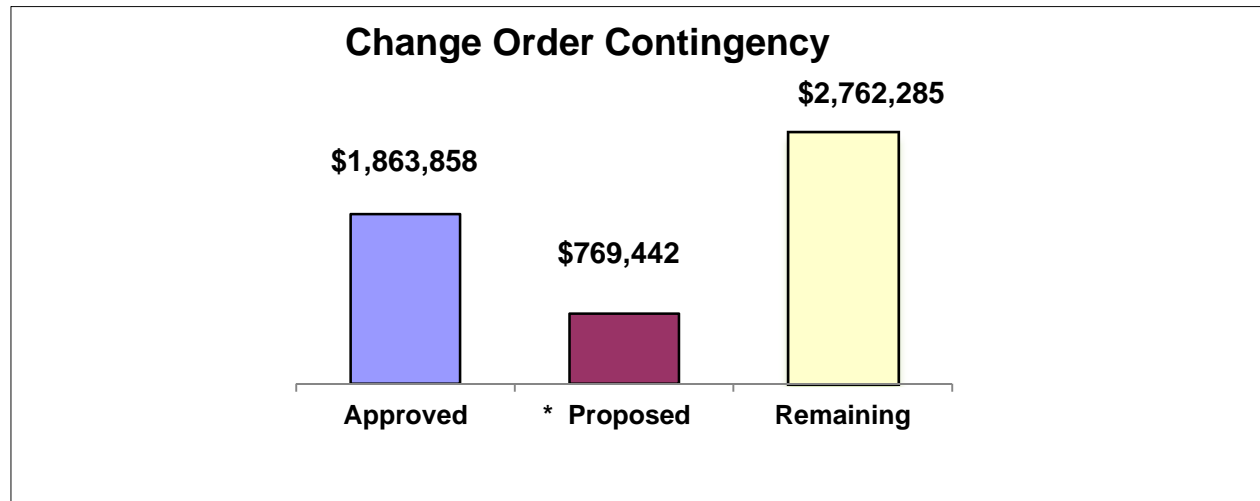 Change Order Contingency
$2,762,285
$1,863,858
$769,442
Approved
* Proposed
Remaining